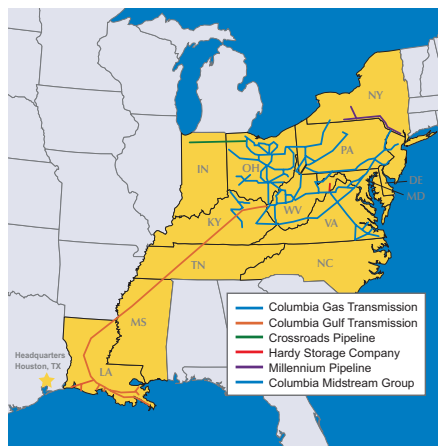 NY
PA
OH
IN
DE
MD
WV
KY
VA
TN
NC
MS
LA
Headquarters
Houston, TX
Columbia Gas Transmission
Columbia Gulf Transmission
Crossroads Pipeline
Hardy Storage Company
Millennium Pipeline
Columbia Midstream Group